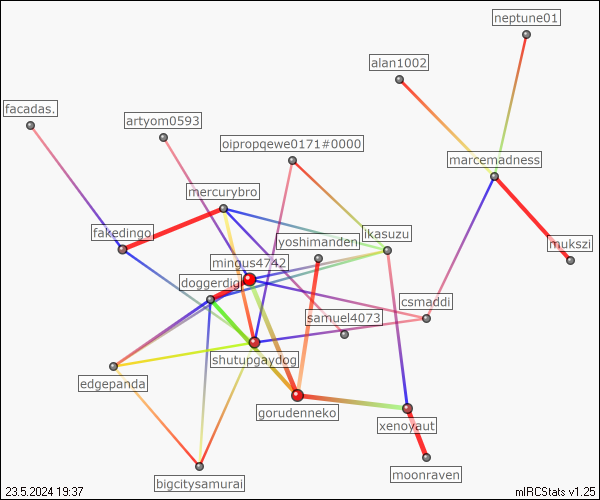 neptune01
alan1002
facadas.
artyom0593
oipropqewe0171#0000
marcemadness
mercurybro
fakedingo
ikasuzu
yoshimanden
mukszi
mingus4742
doggerdig
csmaddi
samuel4073
shutupgaydog
edgepanda
gorudenneko
xenoyaut
moonraven
bigcitysamurai
23.5.2024 19:37
mIRCStats v1.25